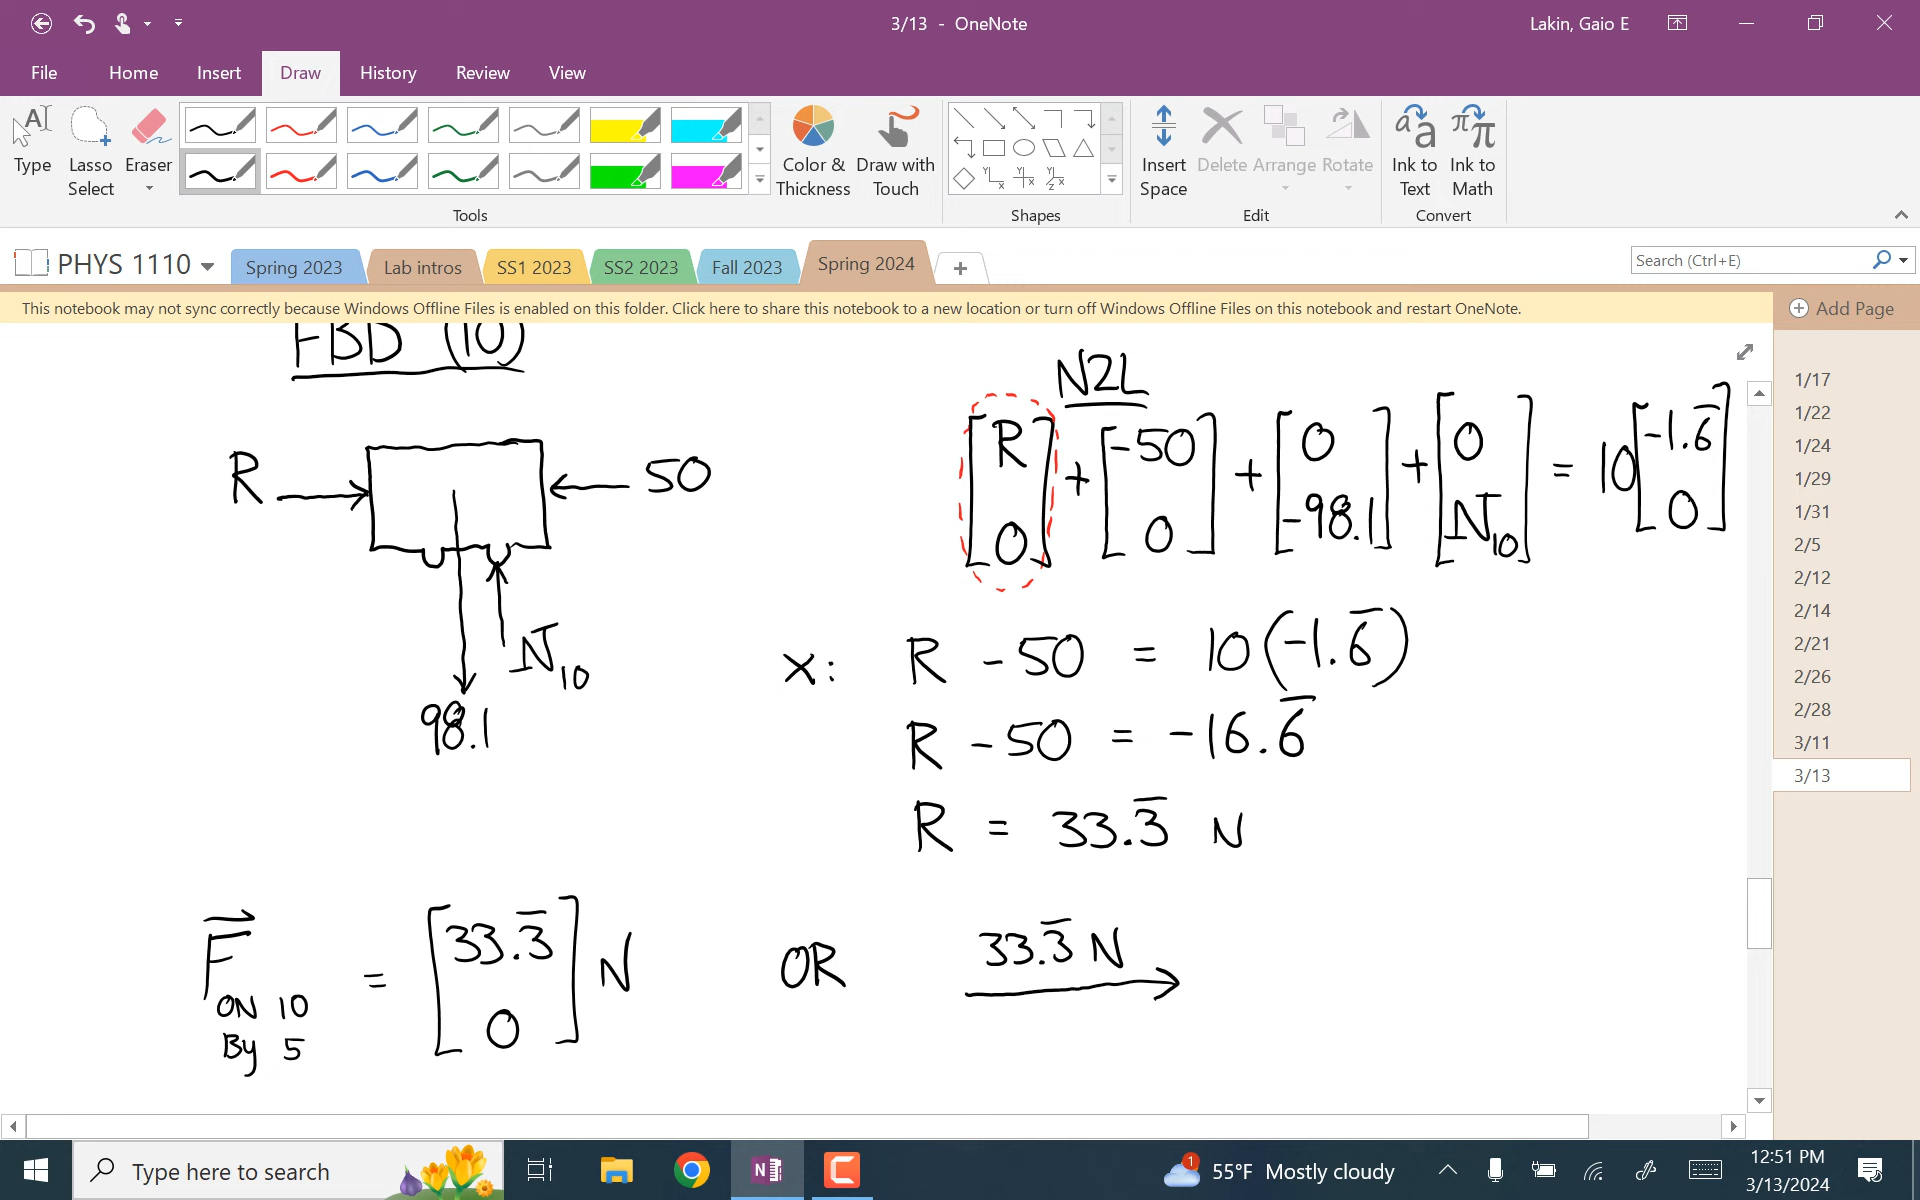 3/13 - OneNote
Lakin, Gaio E
File Home Insert Draw History Review View
Type
Lasso Select
Eraser
Color & Thickness
Draw with Touch
Insert Space
Delete
Arrange
Rotate
Ink to Text
Ink to Math
Tools
Shapes
Edit
Convert
PHYS 1110
Spring 2023
Lab intros
SS1 2023
SS2 2023
Fall 2023
Spring 2024
Search (Ctrl+E)
This notebook may not sync correctly because Windows Offline Files is enabled on this folder. Click here to share this notebook to a new location or turn off Windows Offline Files on this notebook and restart OneNote.
Add Page
1/17
1/22
1/24
1/29
1/31
2/5
2/12
2/14
2/21
2/26
2/28
3/11
3/13
FBD (10)
R
50
N₁₀
98.1
N2L
[R 0] + [-50 0] + [0 -98.1] + [0 N₁₀] = 10 [-1.6̅ 0]
x: R - 50 = 10(-1.6̅)
R - 50 = -16.6̅
R = 33.3̅ N
F⃗ ON 10 By 5 = [33.3̅ 0] N OR 33.3̅ N
Type here to search
1
55°F Mostly cloudy
12:51 PM
3/13/2024